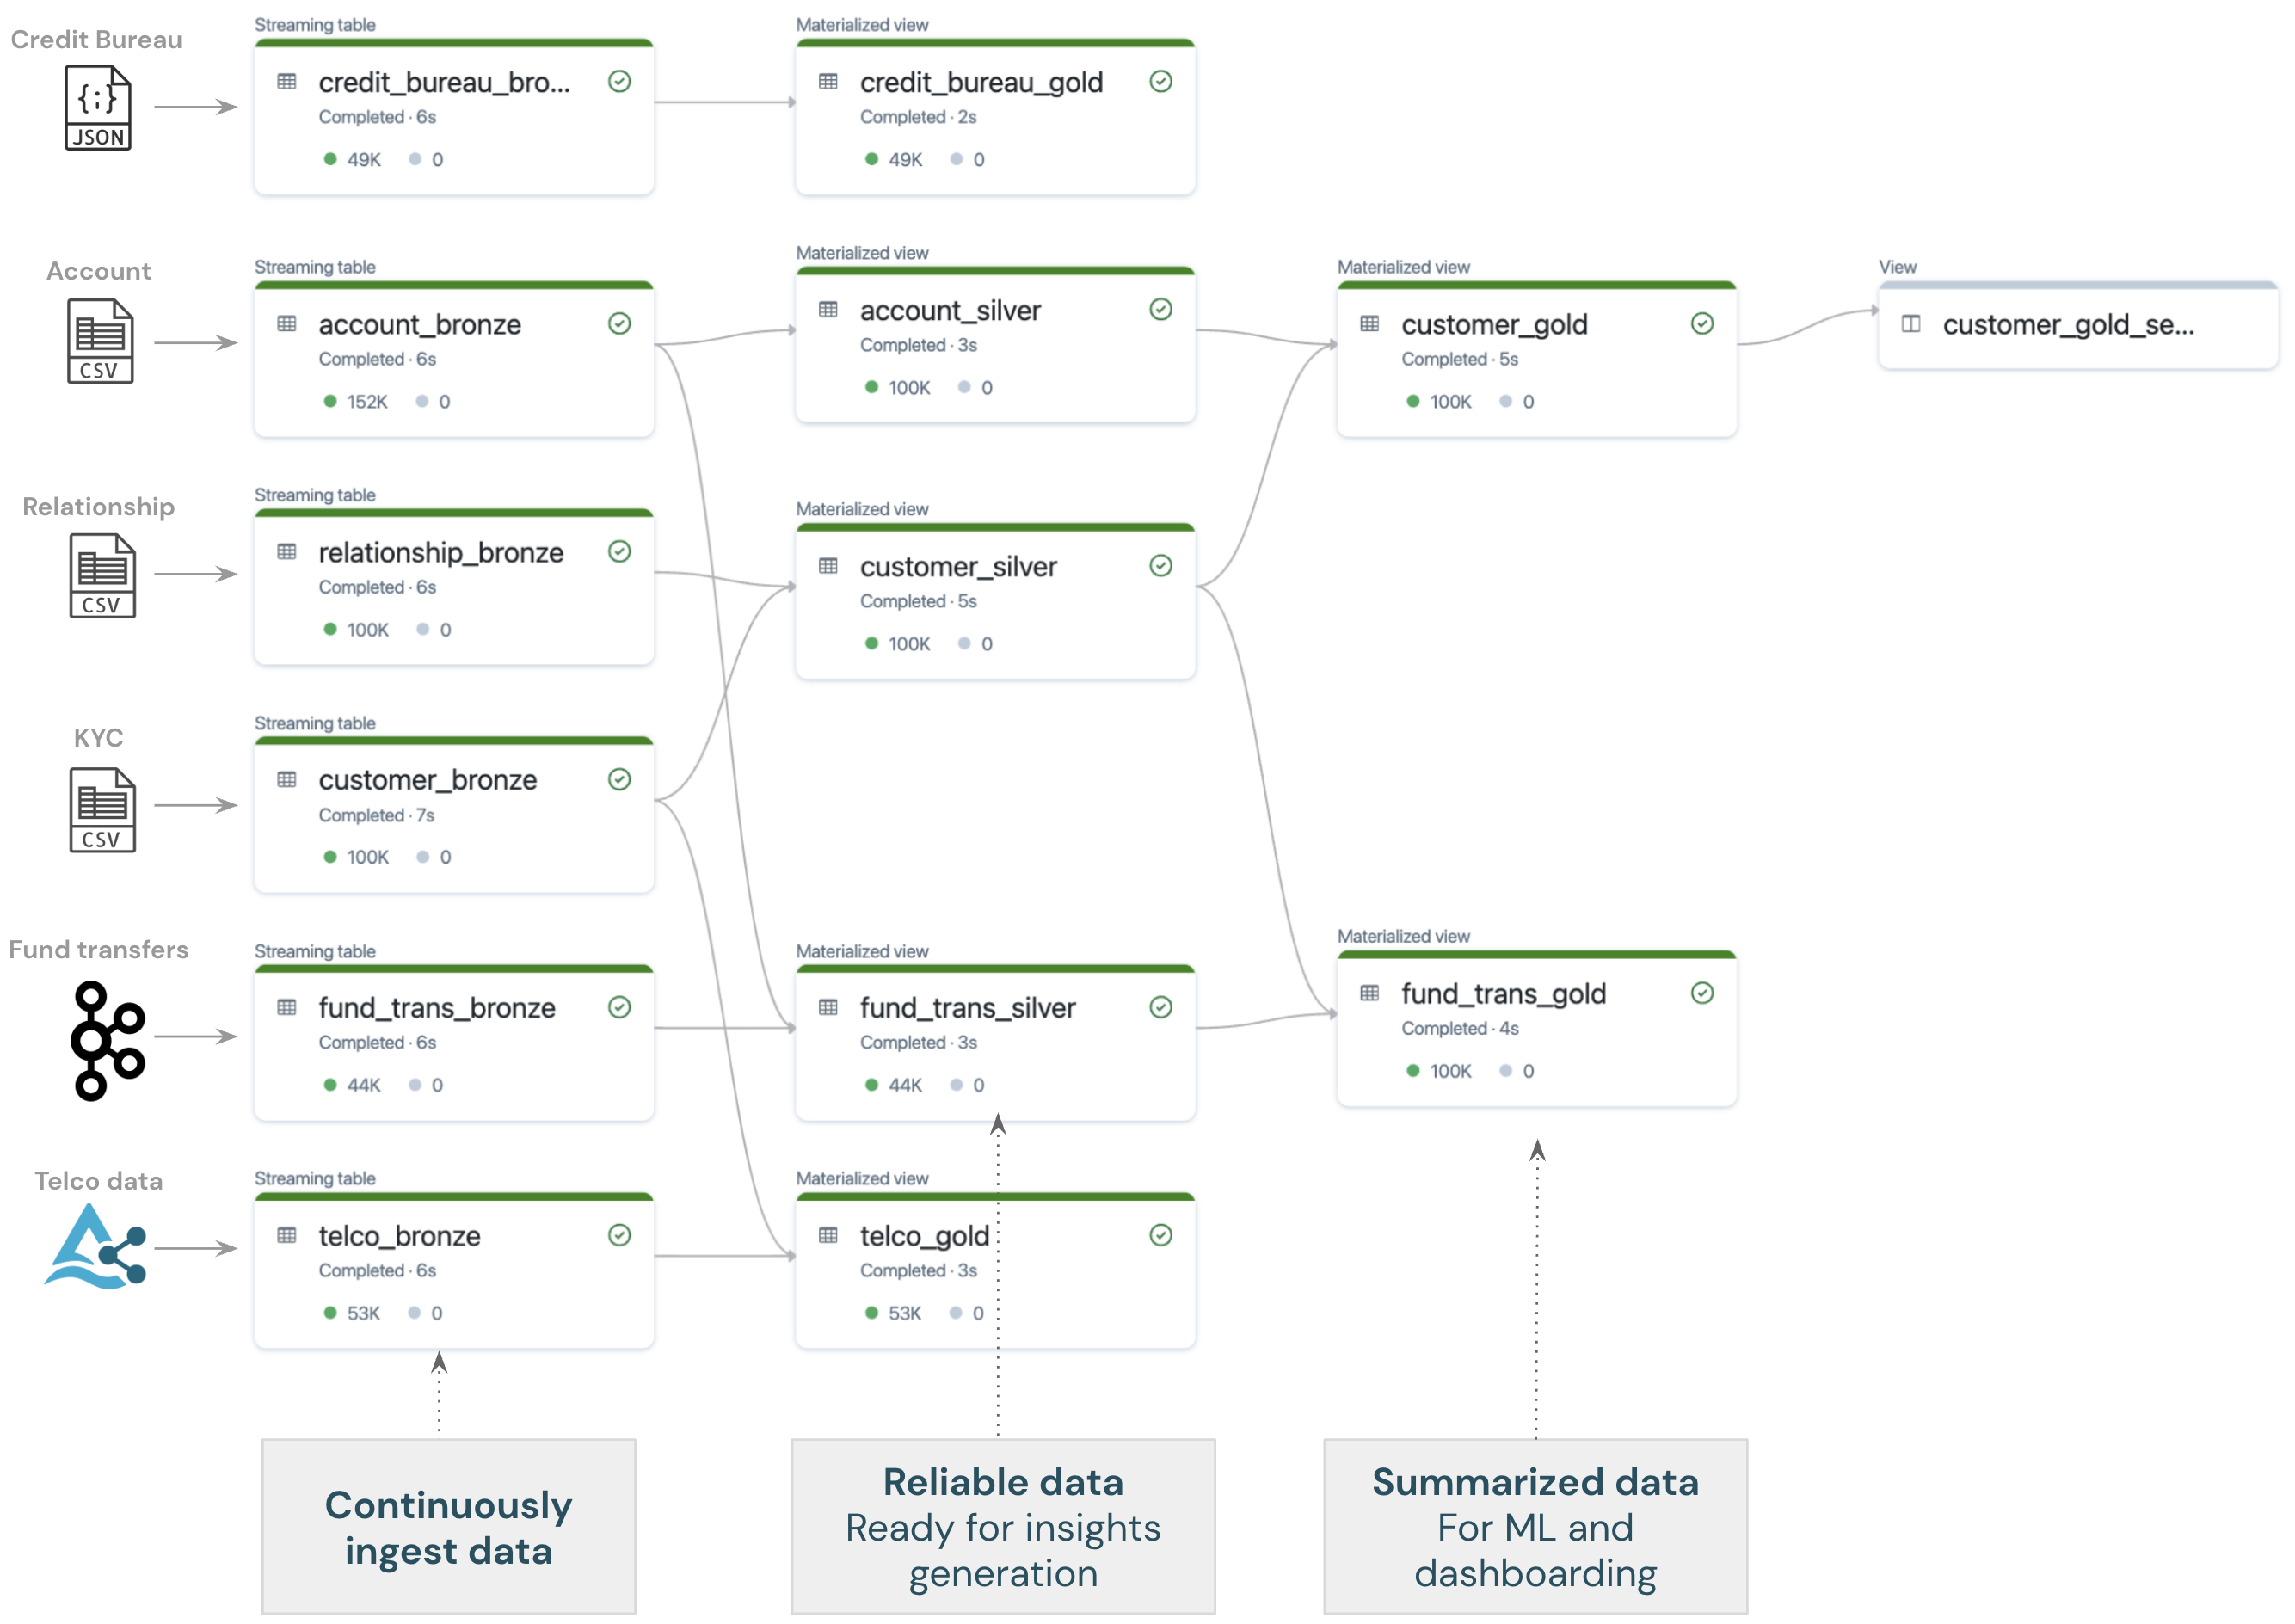 Credit Bureau
JSON
Streaming table
credit_bureau_bro...
Completed · 6s
49K 0
Materialized view
credit_bureau_gold
Completed · 2s
49K 0
Account
CSV
Streaming table
account_bronze
Completed · 6s
152K 0
Materialized view
account_silver
Completed · 3s
100K 0
Materialized view
customer_gold
Completed · 5s
100K 0
View
customer_gold_se...
Relationship
CSV
Streaming table
relationship_bronze
Completed · 6s
100K 0
Materialized view
customer_silver
Completed · 5s
100K 0
KYC
CSV
Streaming table
customer_bronze
Completed · 7s
100K 0
Fund transfers
Streaming table
fund_trans_bronze
Completed · 6s
44K 0
Materialized view
fund_trans_silver
Completed · 3s
44K 0
Materialized view
fund_trans_gold
Completed · 4s
100K 0
Telco data
Streaming table
telco_bronze
Completed · 6s
53K 0
Materialized view
telco_gold
Completed · 3s
53K 0
Continuously
ingest data
Reliable data
Ready for insights
generation
Summarized data
For ML and
dashboarding